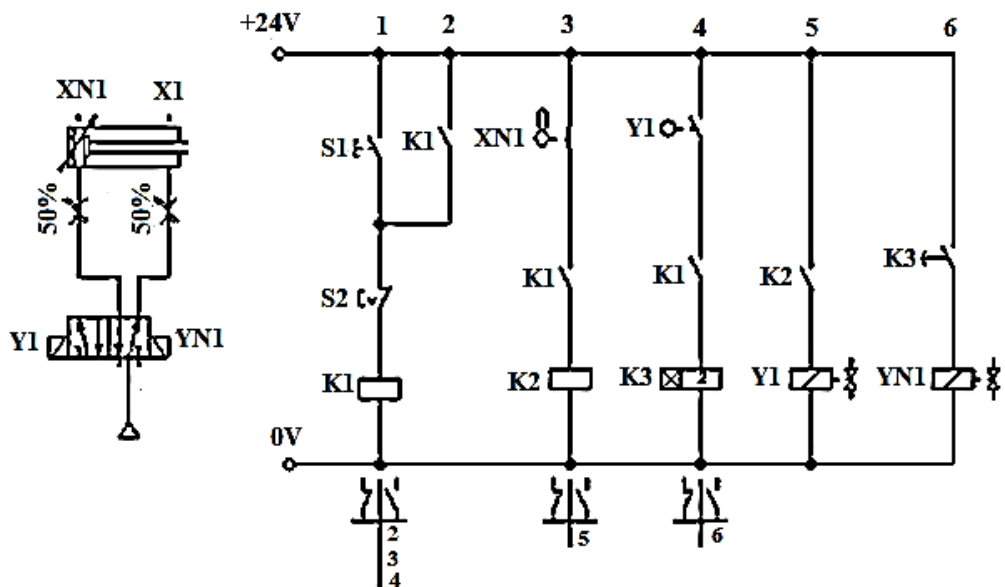 +24V 1 2 3 4 5 6
XN1 X1
S1 K1 XN1 Y1
50% 50%
S2 K1 K1 K2 K3
Y1 YN1
K1 K2 K3 2 Y1 YN1
0V
2 5 6
3
4